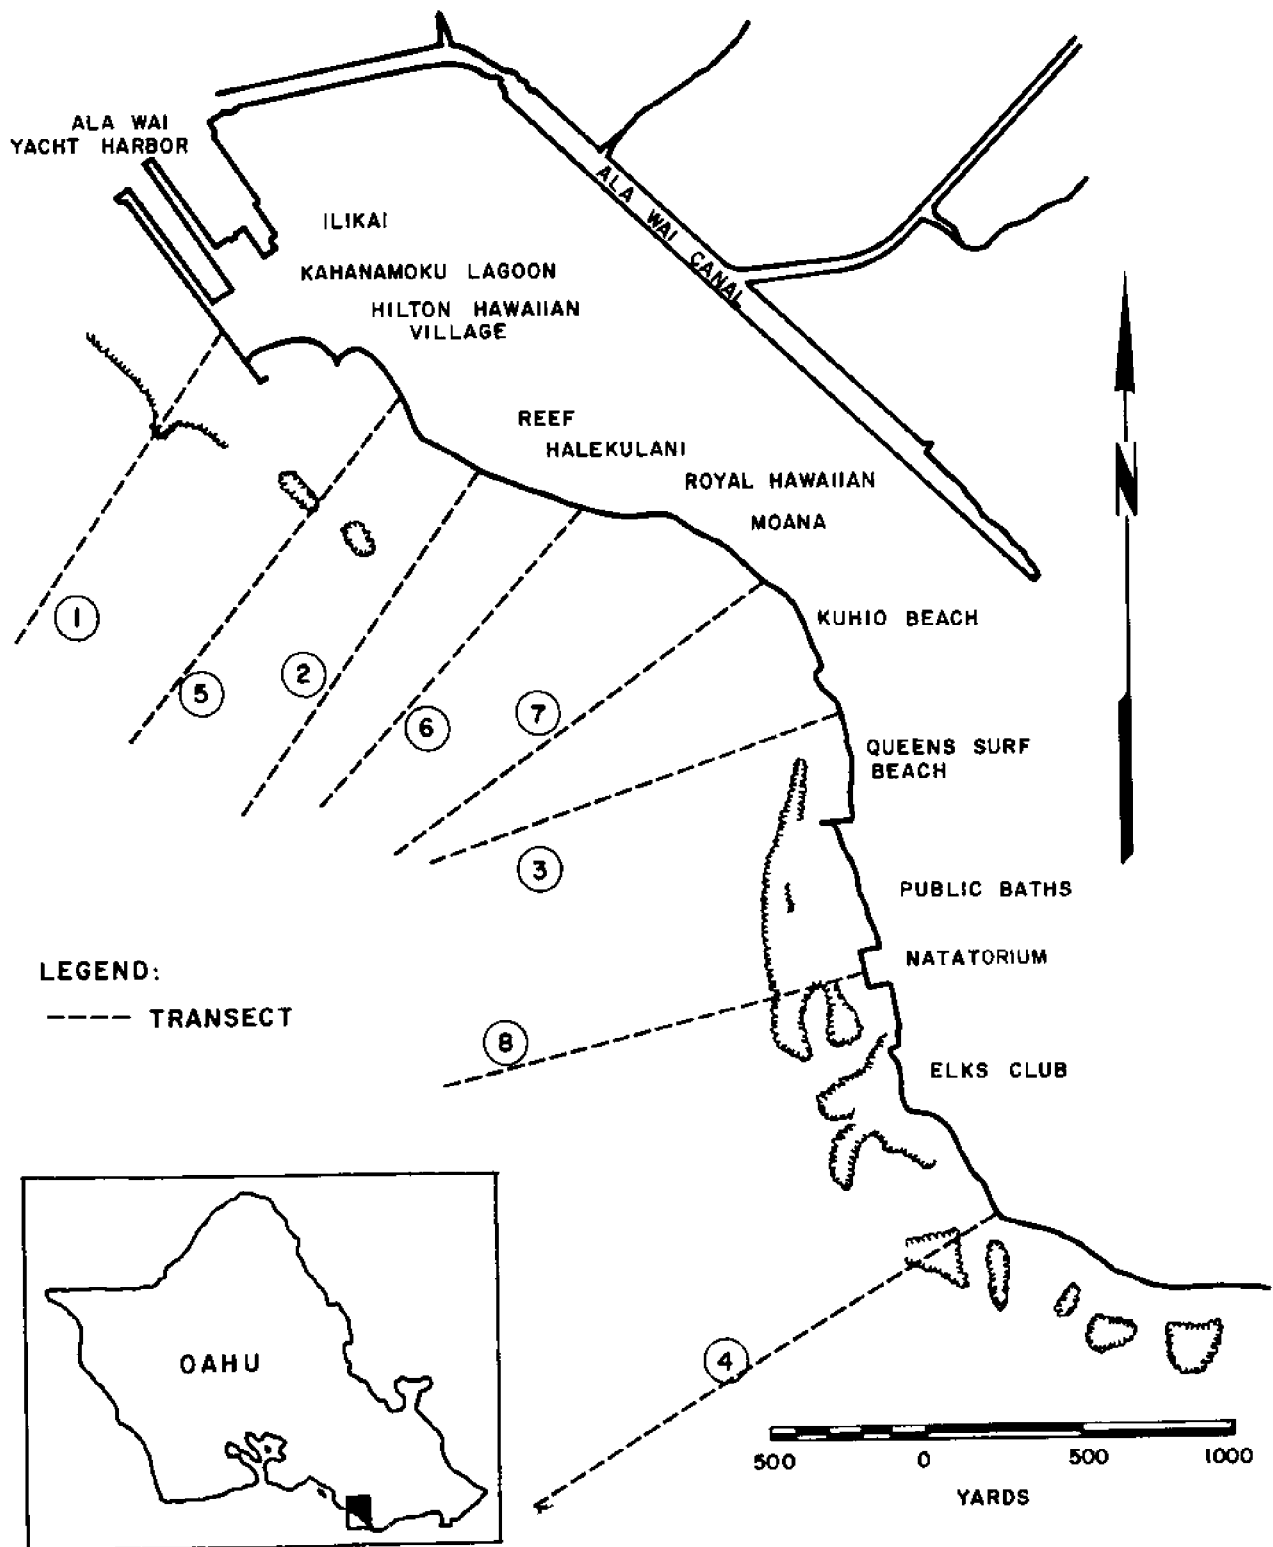 ALA WAI
YACHT HARBOR
ILIKAI
ALA WAI CANAL
KAHANAMOKU LAGOON
HILTON HAWAIIAN
VILLAGE
REEF
HALEKULANI
ROYAL HAWAIIAN
MOANA
N
KUHIO BEACH
1
5
2
6
7
QUEENS SURF
BEACH
3
PUBLIC BATHS
NATATORIUM
LEGEND:
---- TRANSECT
8
ELKS CLUB
OAHU
4
500 0 500 1000
YARDS